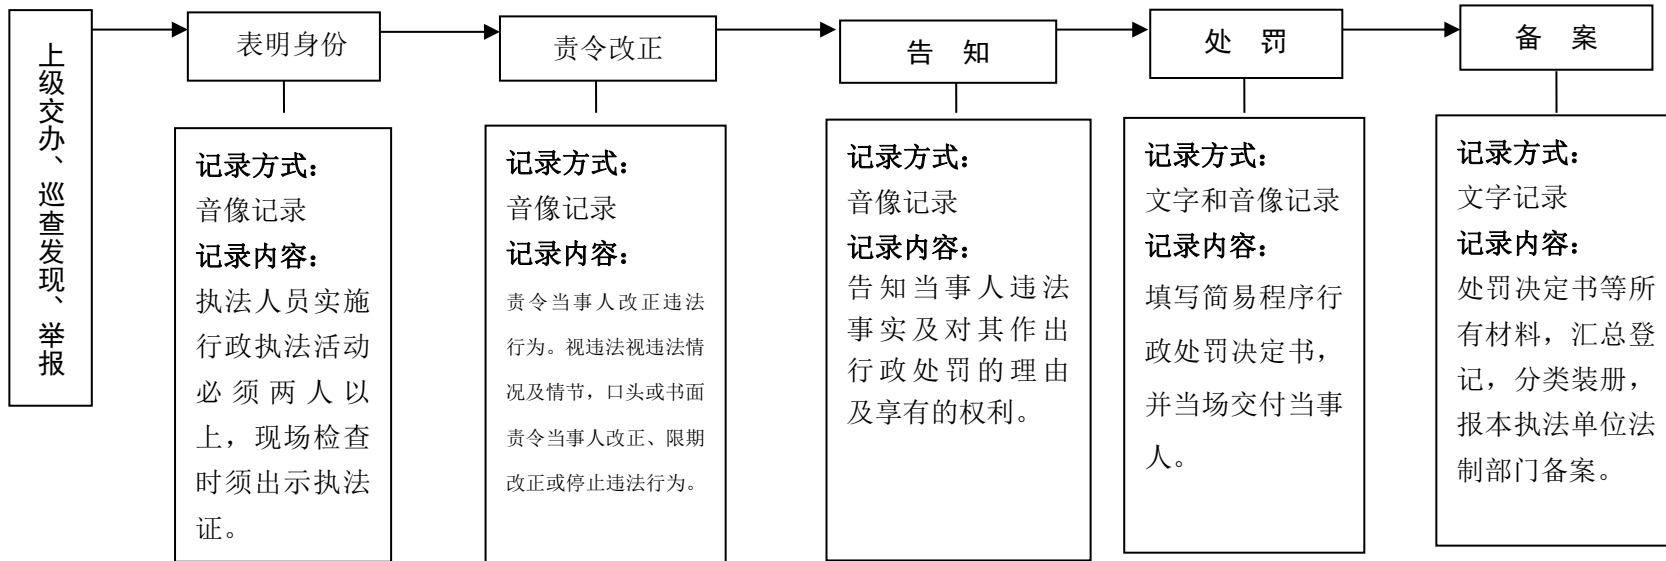 上级交办、巡查发现、举报
表明身份
责令改正
告 知
处 罚
备 案
记录方式：
音像记录
记录内容：
执法人员实施
行政执法活动
必须两人以
上，现场检查
时须出示执法
证。
记录方式：
音像记录
记录内容：
责令当事人改正违法
行为。视违法视违法情
况及情节，口头或书面
责令当事人改正、限期
改正或停止违法行为。
记录方式：
音像记录
记录内容：
告知当事人违法
事实及对其作出
行政处罚的理由
及享有的权利。
记录方式：
文字和音像记录
记录内容：
填写简易程序行
政处罚决定书，
并当场交付当事
人。
记录方式：
文字记录
记录内容：
处罚决定书等所
有材料，汇总登
记，分类装册，
报本执法单位法
制部门备案。